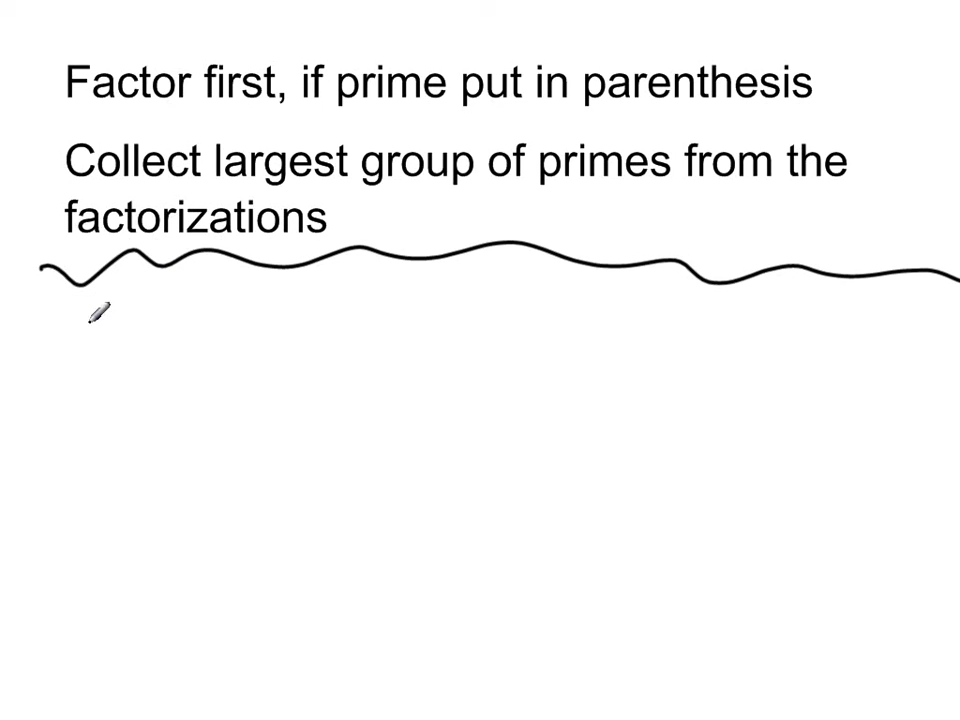 Factor first, if prime put in parenthesis
Collect largest group of primes from the
factorizations